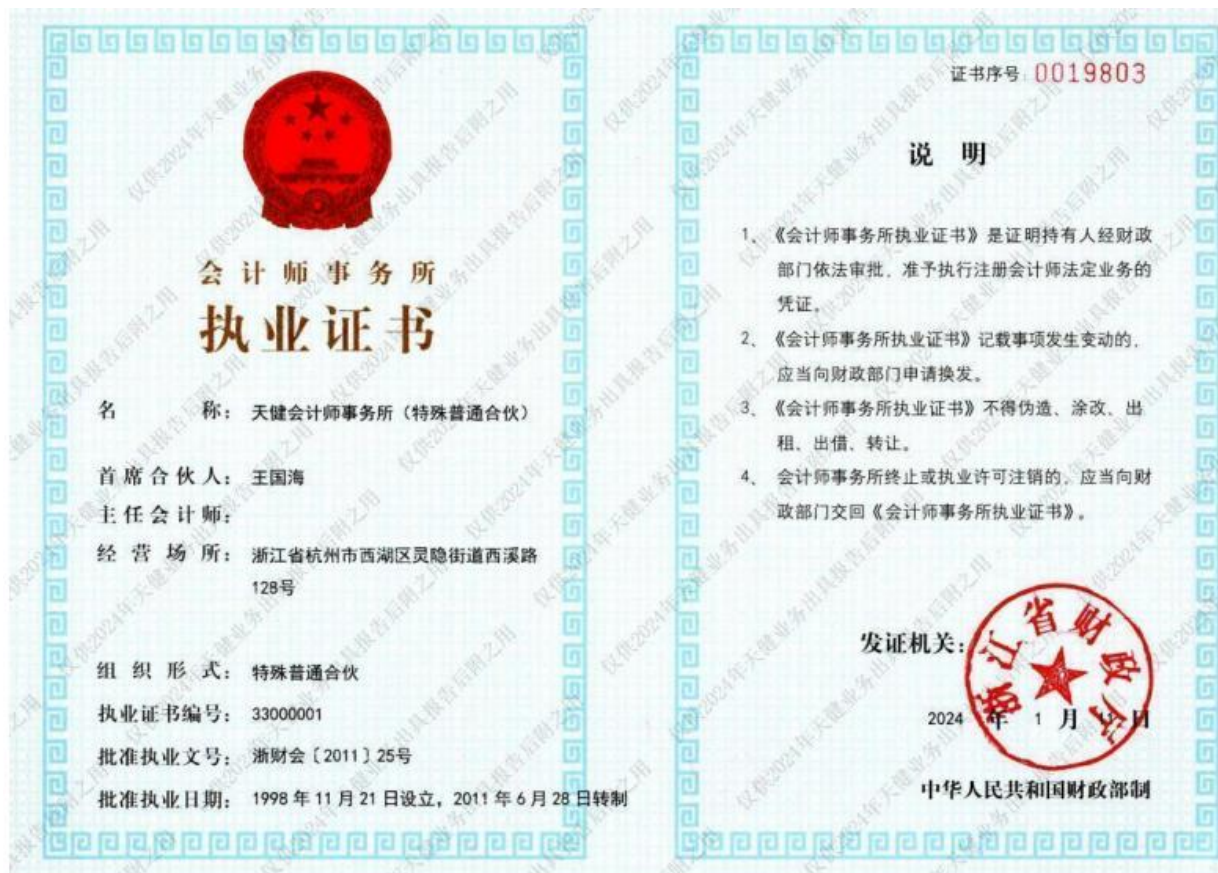 会计师事务所
执业证书
名 称: 天健会计师事务所（特殊普通合伙）
首席合伙人: 王国海
主任会计师:
经营场所: 浙江省杭州市西湖区灵隐街道西溪路
128号
组织形式: 特殊普通合伙
执业证书编号: 33000001
批准执业文号: 浙财会〔2011〕25号
批准执业日期: 1998年11月21日设立，2011年6月28日转制
证书序号: 0019803
说 明
1、《会计师事务所执业证书》是证明持有人经财政
部门依法审批，准予执行注册会计师法定业务的
凭证。
2、《会计师事务所执业证书》记载事项发生变动的，
应当向财政部门申请换发。
3、《会计师事务所执业证书》不得伪造、涂改、出
租、出借、转让。
4、会计师事务所终止或执业许可注销的，应当向财
政部门交回《会计师事务所执业证书》。
发证机关:
浙江省财政厅
2024 年 1 月 日
中华人民共和国财政部制
仅供2024年天健业务出具报告后附之用